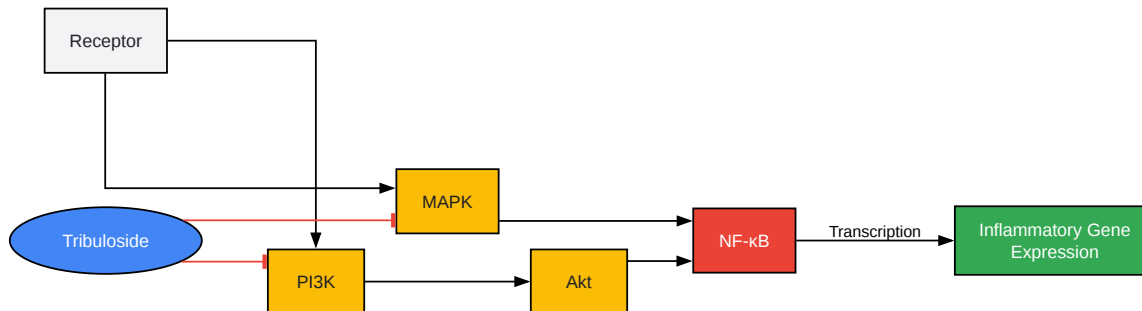 Receptor
MAPK
Tribuloside
NF-κB
Transcription
Inflammatory Gene
Expression
PI3K
Akt